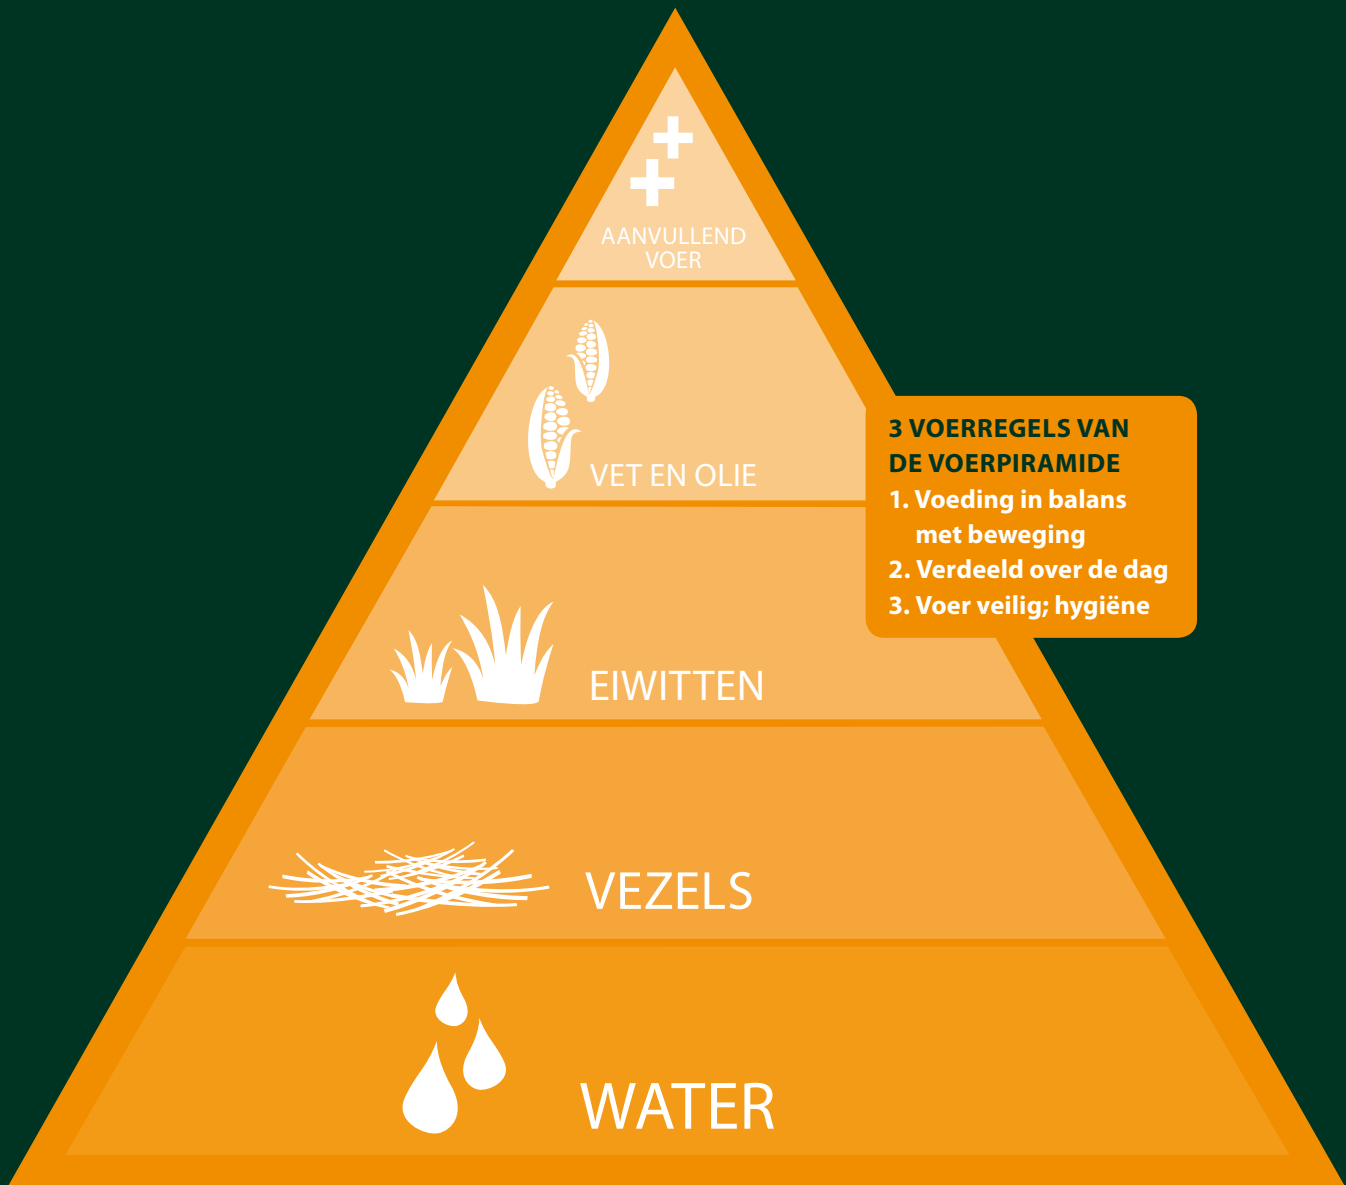 AANVULLEND
VOER
VET EN OLIE
3 VOERREGELS VAN
DE VOERPIRAMIDE
1. Voeding in balans
met beweging
2. Verdeeld over de dag
3. Voer veilig; hygiëne
EIWITTEN
VEZELS
WATER